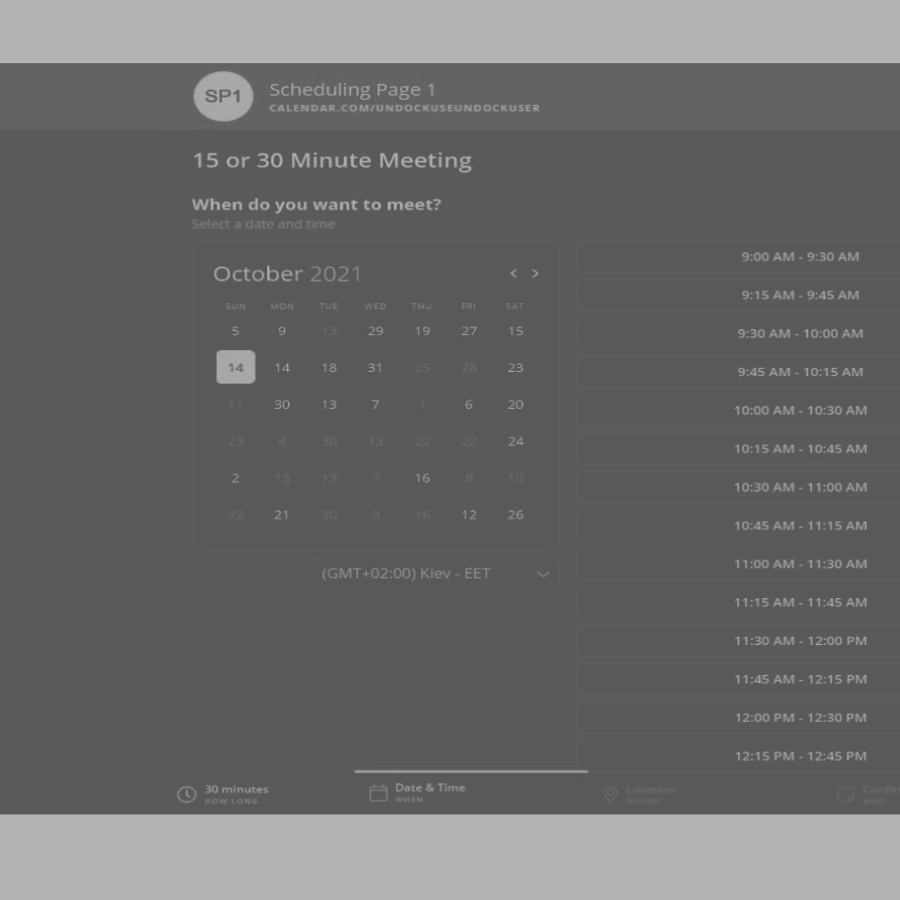 SP1
Scheduling Page 1
CALENDAR.COM/UNDOCKUSEUNDOCKUSER
15 or 30 Minute Meeting
When do you want to meet?
Select a date and time
October 2021
< >
SUN MON TUE WED THU FRI SAT
5 9 13 29 19 27 15
14 14 18 31 25 28 23
11 30 13 7 1 6 20
23 4 30 13 22 22 24
2 13 13 7 16 8 10
22 21 30 9 16 12 26
(GMT+02:00) Kiev - EET
9:00 AM - 9:30 AM
9:15 AM - 9:45 AM
9:30 AM - 10:00 AM
9:45 AM - 10:15 AM
10:00 AM - 10:30 AM
10:15 AM - 10:45 AM
10:30 AM - 11:00 AM
10:45 AM - 11:15 AM
11:00 AM - 11:30 AM
11:15 AM - 11:45 AM
11:30 AM - 12:00 PM
11:45 AM - 12:15 PM
12:00 PM - 12:30 PM
12:15 PM - 12:45 PM
30 minutes
HOW LONG
Date & Time
WHEN
Location
WHERE
Confir
WHO